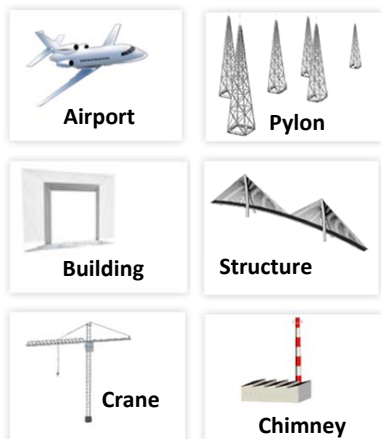 Airport
Pylon
Building
Structure
Crane
Chimney